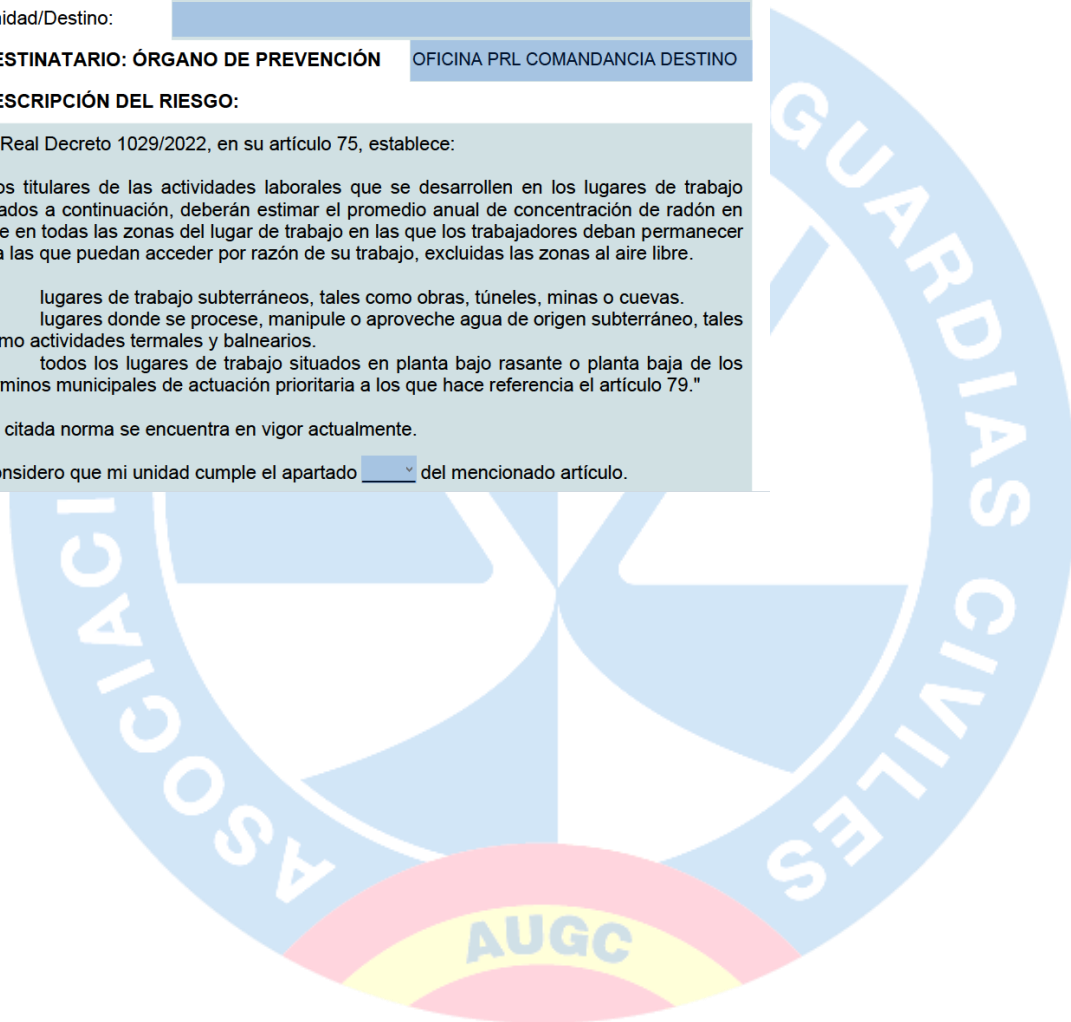 nidad/Destino:
ESTINATARIO: ÓRGANO DE PREVENCIÓN OFICINA PRL COMANDANCIA DESTINO
ESCRIPCIÓN DEL RIESGO:
Real Decreto 1029/2022, en su artículo 75, establece:
os titulares de las actividades laborales que se desarrollen en los lugares de trabajo
ados a continuación, deberán estimar el promedio anual de concentración de radón en
e en todas las zonas del lugar de trabajo en las que los trabajadores deban permanecer
a las que puedan acceder por razón de su trabajo, excluidas las zonas al aire libre.
lugares de trabajo subterráneos, tales como obras, túneles, minas o cuevas.
lugares donde se procese, manipule o aproveche agua de origen subterráneo, tales
mo actividades termales y balnearios.
todos los lugares de trabajo situados en planta bajo rasante o planta baja de los
rminos municipales de actuación prioritaria a los que hace referencia el artículo 79."
citada norma se encuentra en vigor actualmente.
onsidero que mi unidad cumple el apartado del mencionado artículo.
ASOCIACI
GUARDIAS CIVILES
AUGC